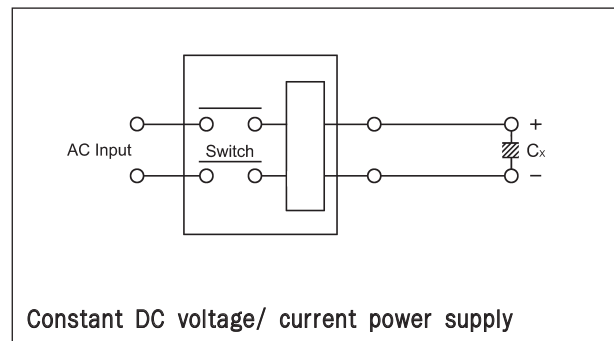 +
AC Input
Switch
Cx
−
Constant DC voltage/ current power supply